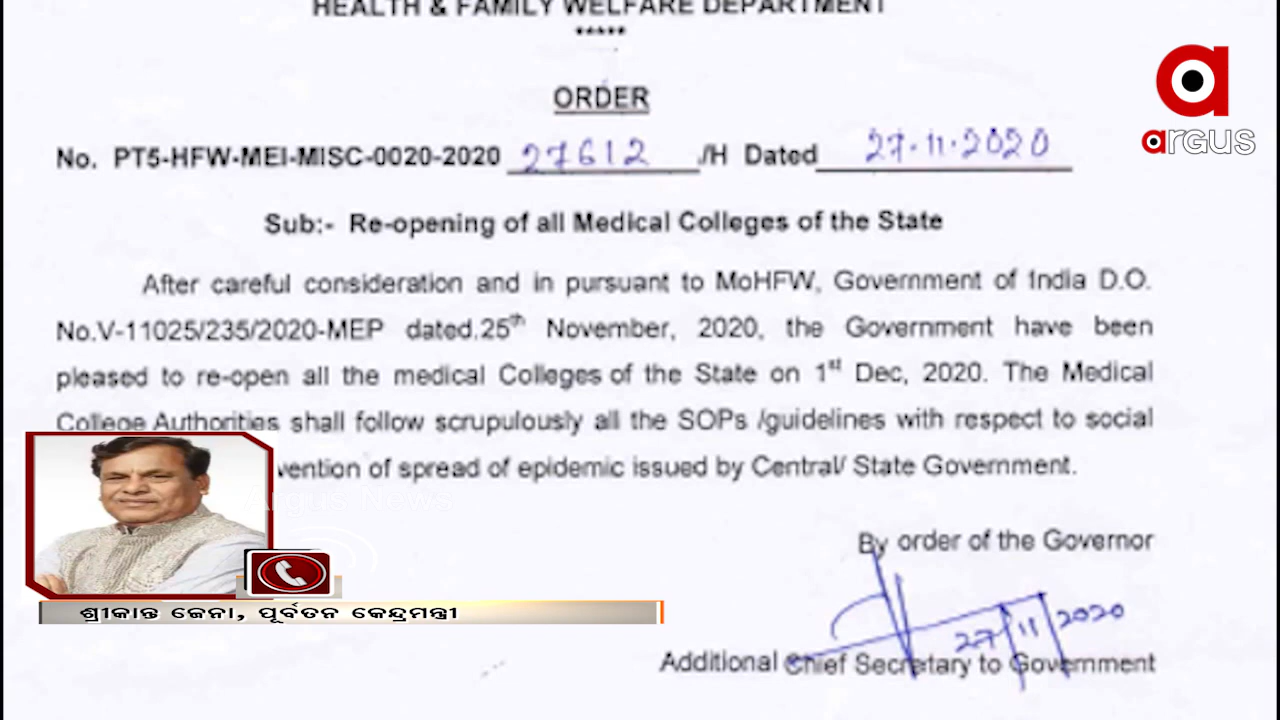 HEALTH & FAMILY WELFARE DEPARTMENT
*****
ORDER
No. PT5-HFW-MEI-MISC-0020-2020 27612 /H Dated 27.11.2020
Sub:- Re-opening of all Medical Colleges of the State
After careful consideration and in pursuant to MoHFW, Government of India D.O.
No.V-11025/235/2020-MEP dated.25th November, 2020, the Government have been
pleased to re-open all the medical Colleges of the State on 1st Dec, 2020. The Medical
College Authorities shall follow scrupulously all the SOPs /guidelines with respect to social
vention of spread of epidemic issued by Central/ State Government.
By order of the Governor
27/11/2020
Additional Chief Secretary to Government
argus
Argus News
ଶ୍ରୀକାନ୍ତ ଜେନା, ପୂର୍ବତନ କେନ୍ଦ୍ରମନ୍ତ୍ରୀ